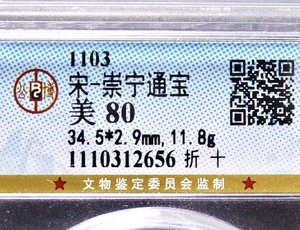 1103
宋-崇宁通宝
美 80
34.5*2.9mm,11.8g
1110312656 折十
★ 文物鉴定委员会监制 ★